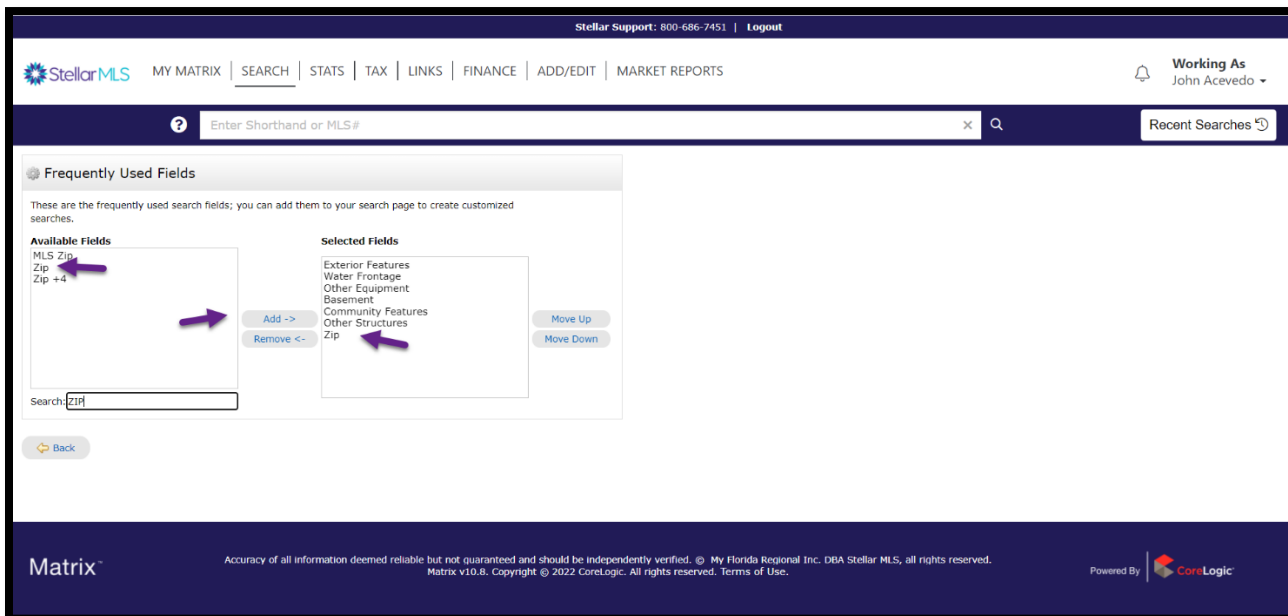 Stellar Support: 800-686-7451 | Logout
StellarMLS MY MATRIX | SEARCH | STATS | TAX | LINKS | FINANCE | ADD/EDIT | MARKET REPORTS
Working As
John Acevedo
? Enter Shorthand or MLS# × Recent Searches
Frequently Used Fields
These are the frequently used search fields; you can add them to your search page to create customized
searches.
Available Fields
MLS Zip
Zip
Zip +4
Search: ZIP
Add ->
Remove <-
Selected Fields
Exterior Features
Water Frontage
Other Equipment
Basement
Community Features
Other Structures
Zip
Move Up
Move Down
Back
Matrix™
Accuracy of all information deemed reliable but not guaranteed and should be independently verified. © My Florida Regional Inc. DBA Stellar MLS, all rights reserved.
Matrix v10.8. Copyright © 2022 CoreLogic. All rights reserved. Terms of Use.
Powered By CoreLogic